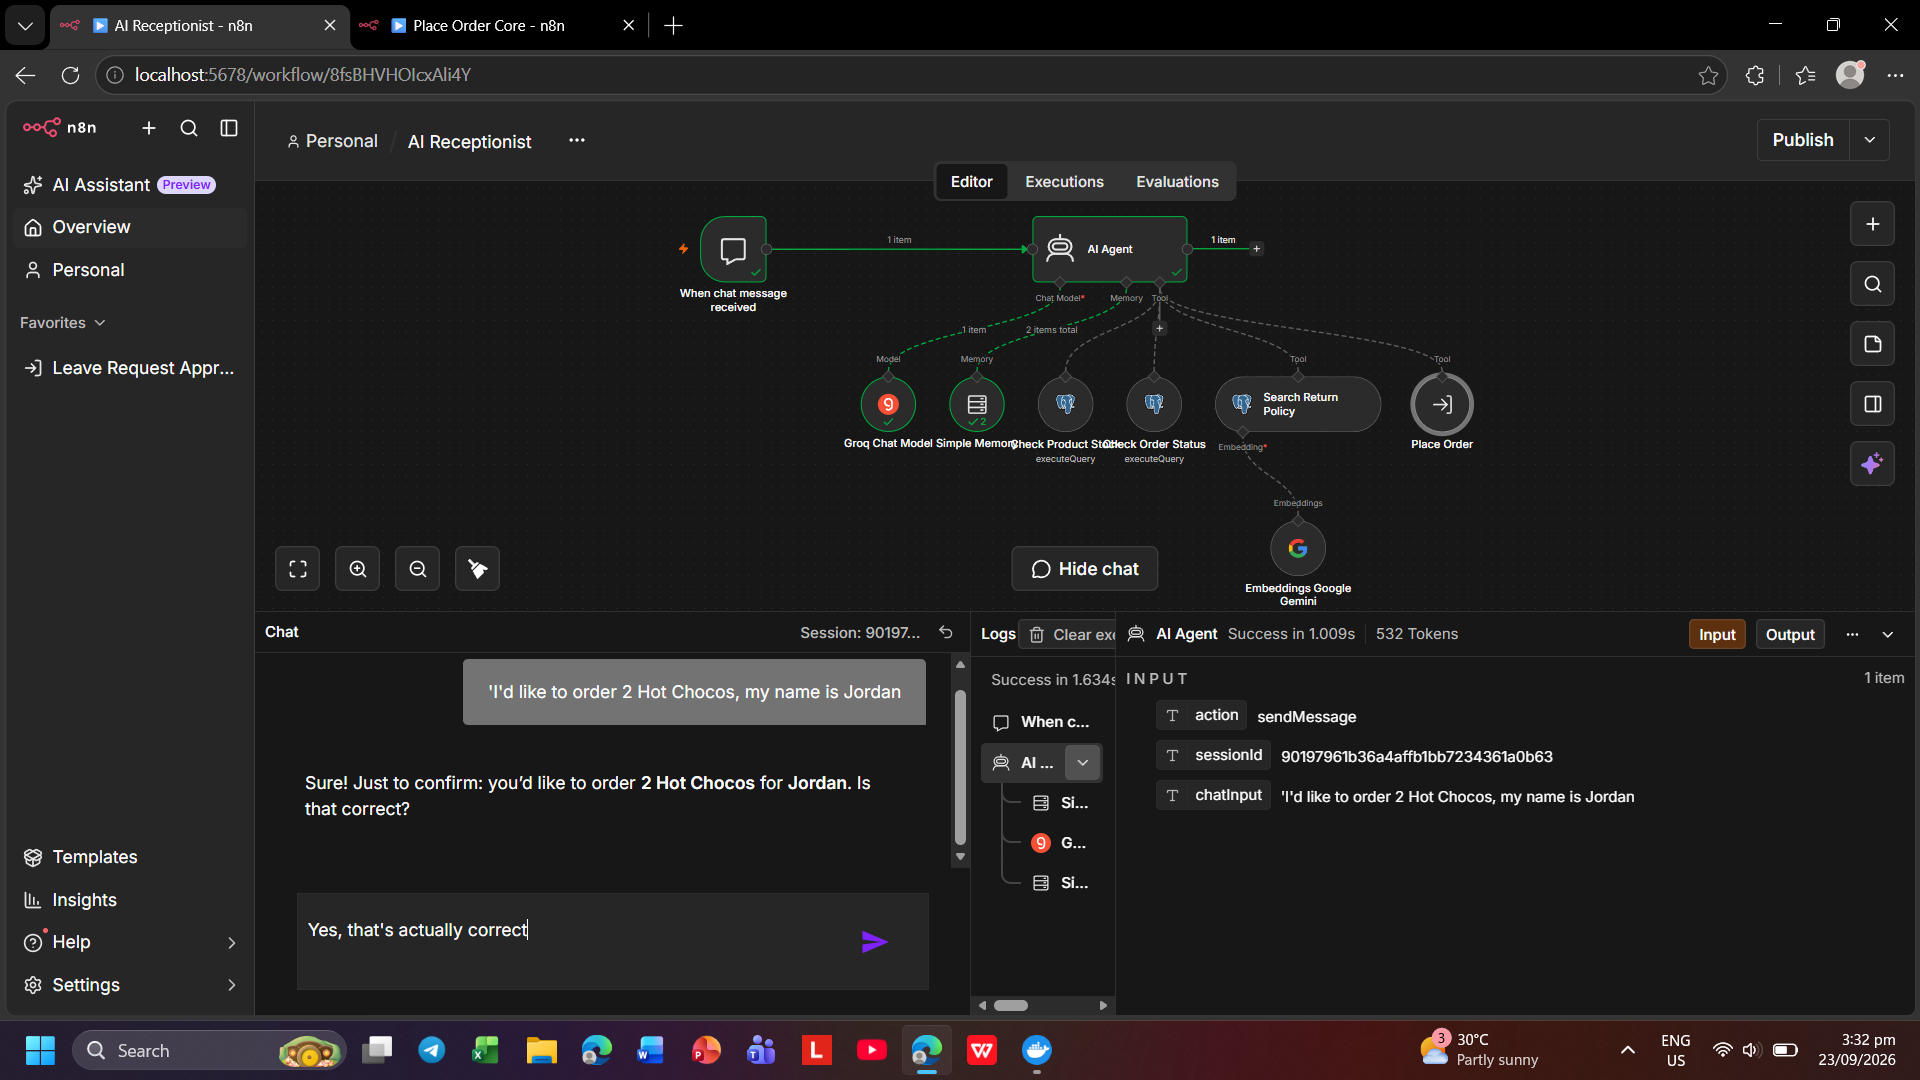 AI Receptionist - n8n
Place Order Core - n8n
localhost:5678/workflow/8fsBHVHOIcxAli4Y
n8n
Personal / AI Receptionist
Publish
AI Assistant Preview
Editor
Executions
Evaluations
Overview
Personal
Favorites
Leave Request Appr...
Templates
Insights
Help
Settings
1 item
AI Agent
1 item
When chat message
received
Chat Model*
Memory
Tool
1 item
2 items total
Model
Memory
Tool
Tool
Search Return
Policy
2
Groq Chat Model
Simple Memory
Check Product Stock
Check Order Status
Place Order
executeQuery
executeQuery
Embedding*
Embeddings
Embeddings Google
Gemini
Hide chat
Chat
Session: 90197...
'I'd like to order 2 Hot Chocos, my name is Jordan
Sure! Just to confirm: you’d like to order 2 Hot Chocos for Jordan. Is
that correct?
Yes, that's actually correct
Logs
Clear exe
Success in 1.634s
When c...
AI ...
Si...
G...
Si...
AI Agent
Success in 1.009s
532 Tokens
Input
Output
INPUT
1 item
T action sendMessage
T sessionId 90197961b36a4affb1bb7234361a0b63
T chatInput 'I'd like to order 2 Hot Chocos, my name is Jordan
Search
3
30°C
Partly sunny
ENG
US
3:32 pm
23/09/2026